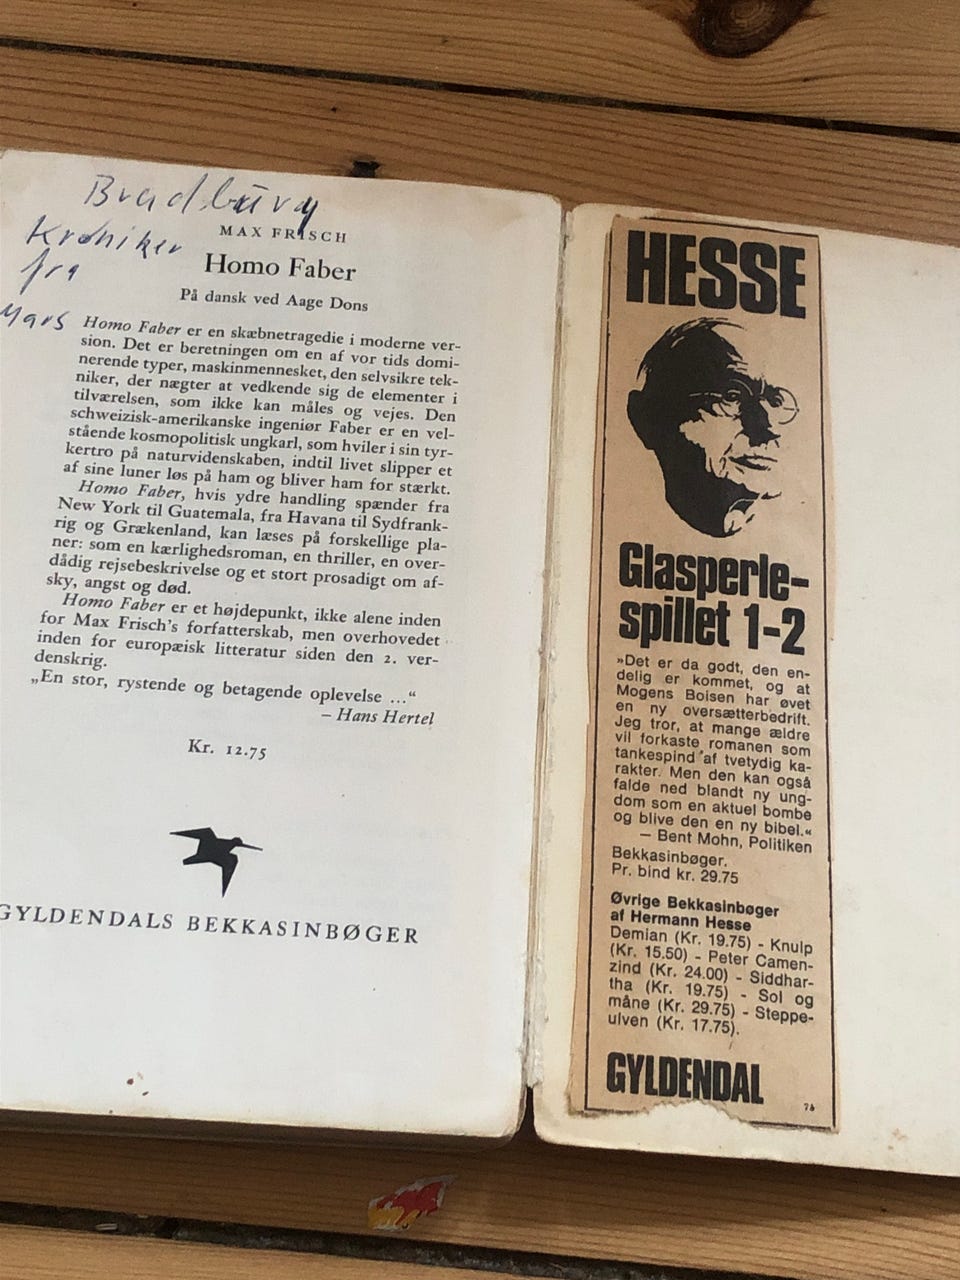 Bradbury
Krøniker
fra
Mars
MAX FRISCH
Homo Faber
På dansk ved Aage Dons
Homo Faber er en skæbnetragedie i moderne ver-
sion. Det er beretningen om en af vor tids domi-
nerende typer, maskinmennesket, den selvsikre tek-
niker, der nægter at vedkende sig de elementer i
tilværelsen, som ikke kan måles og vejes. Den
schweizisk-amerikanske ingeniør Faber er en vel-
stående kosmopolitisk ungkarl, som hviler i sin tyr-
kertro på naturvidenskaben, indtil livet slipper et
af sine luner løs på ham og bliver ham for stærkt.
Homo Faber, hvis ydre handling spænder fra
New York til Guatemala, fra Havana til Sydfrank-
rig og Grækenland, kan læses på forskellige pla-
ner: som en kærlighedsroman, en thriller, en over-
dådig rejsebeskrivelse og et stort prosadigt om af-
sky, angst og død.
Homo Faber er et højdepunkt, ikke alene inden
for Max Frisch's forfatterskab, men overhovedet
inden for europæisk litteratur siden den 2. ver-
denskrig.
„En stor, rystende og betagende oplevelse ...“
– Hans Hertel
Kr. 12.75
GYLDENDALS BEKKASINBØGER
HESSE
Glasperle-
spillet 1-2
»Det er da godt, den en-
delig er kommet, og at
Mogens Boisen har øvet
en ny oversætterbedrift.
Jeg tror, at mange ældre
vil forkaste romanen som
tankespind af tvetydig ka-
rakter. Men den kan også
falde ned blandt ny ung-
dom som en aktuel bombe
og blive den en ny bibel.«
– Bent Mohn, Politiken
Bekkasinbøger.
Pr. bind kr. 29.75
Øvrige Bekkasinbøger
af Hermann Hesse
Demian (Kr. 19.75) - Knulp
(Kr. 15.50) - Peter Camen-
zind (Kr. 24.00) - Siddhar-
tha (Kr. 19.75) - Sol og
måne (Kr. 29.75) - Steppe-
ulven (Kr. 17.75).
GYLDENDAL